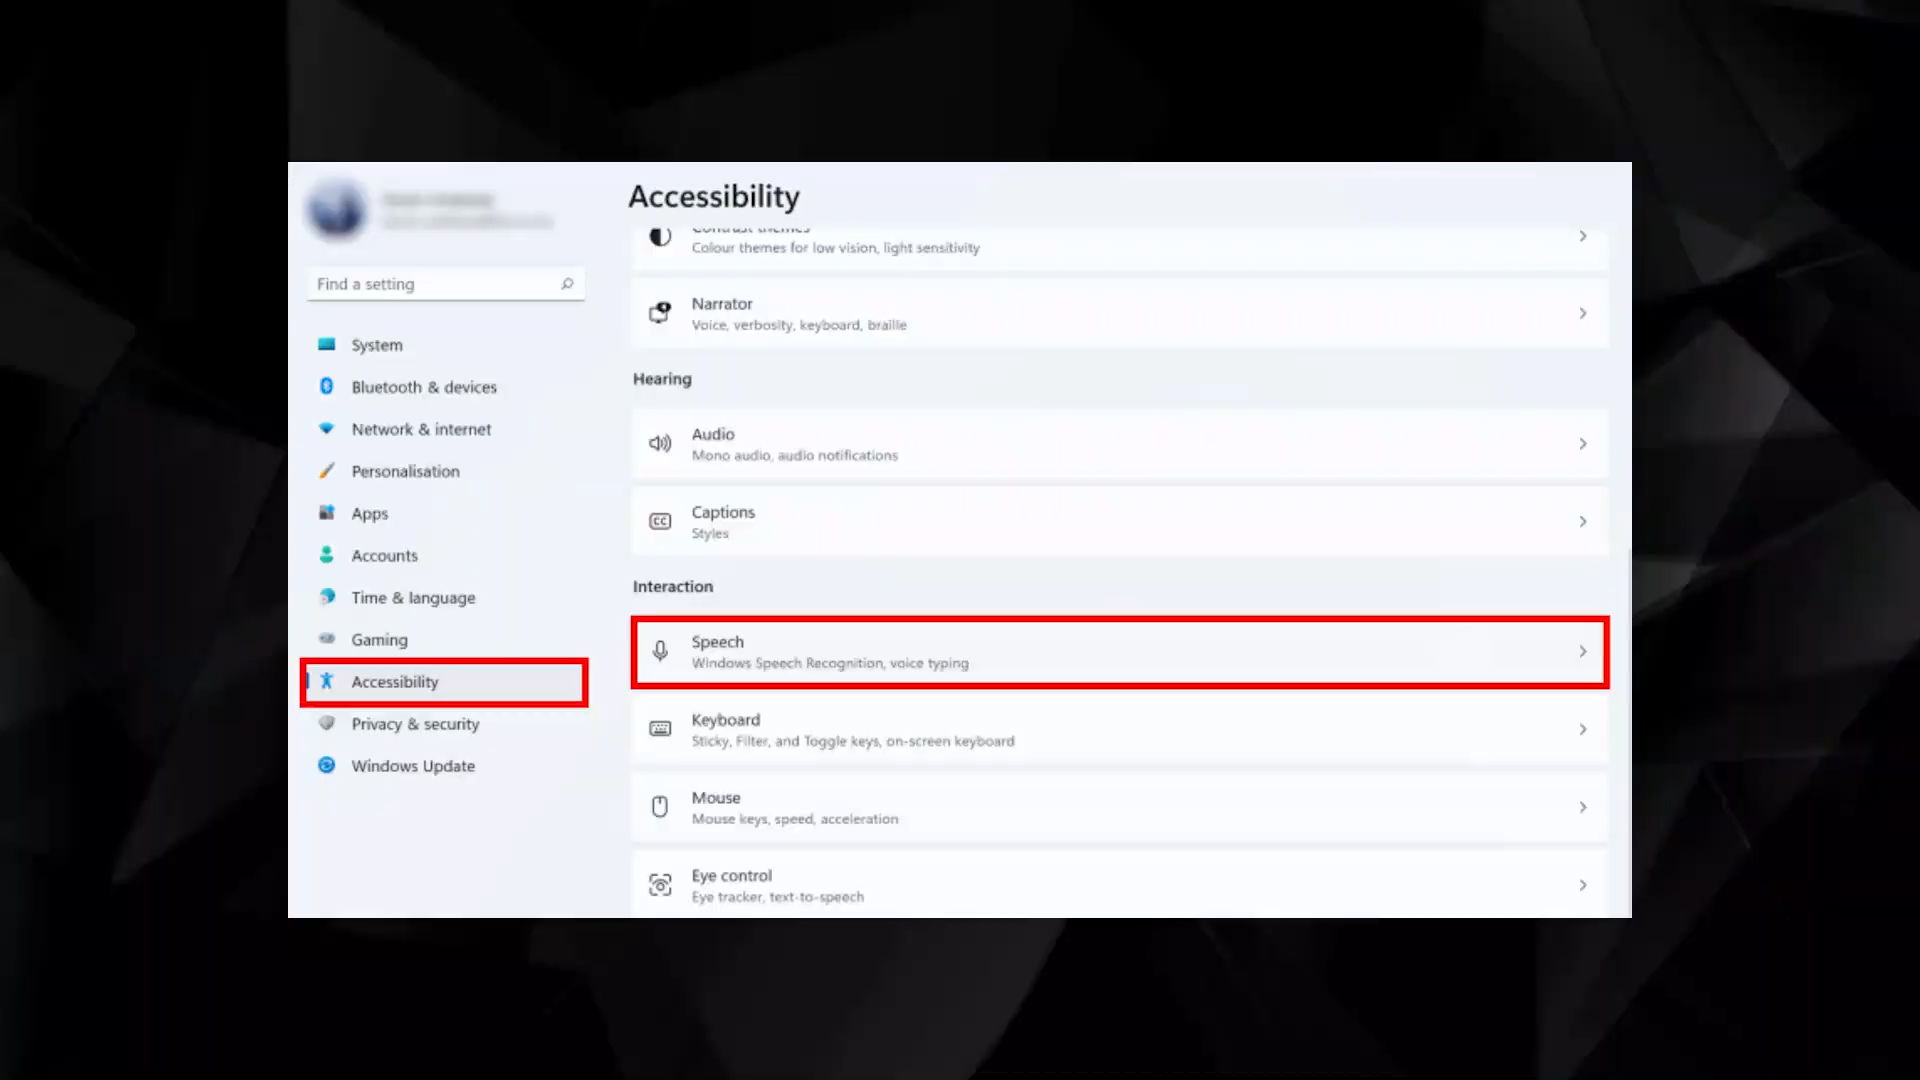 Accessibility
Colour themes for low vision, light sensitivity
Find a setting
Narrator
Voice, verbosity, keyboard, braille
System
Hearing
Bluetooth & devices
Network & internet
Audio
Mono audio, audio notifications
Personalisation
Apps
Captions
Styles
Accounts
Interaction
Time & language
Gaming
Speech
Windows Speech Recognition, voice typing
Accessibility
Privacy & security
Keyboard
Sticky, Filter, and Toggle keys, on-screen keyboard
Windows Update
Mouse
Mouse keys, speed, acceleration
Eye control
Eye tracker, text-to-speech